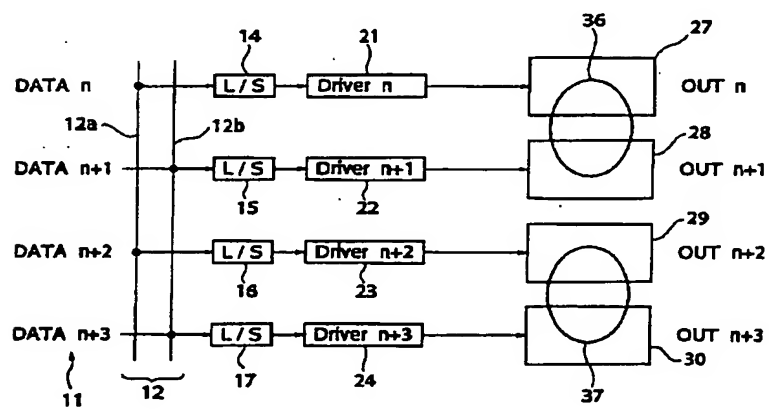 14 21 36 27
DATA n L/S Driver n OUT n
12a 12b 28
DATA n+1 L/S Driver n+1 OUT n+1
15 22 29
DATA n+2 L/S Driver n+2 OUT n+2
16 23
DATA n+3 L/S Driver n+3 OUT n+3
11 12 17 24 37 30